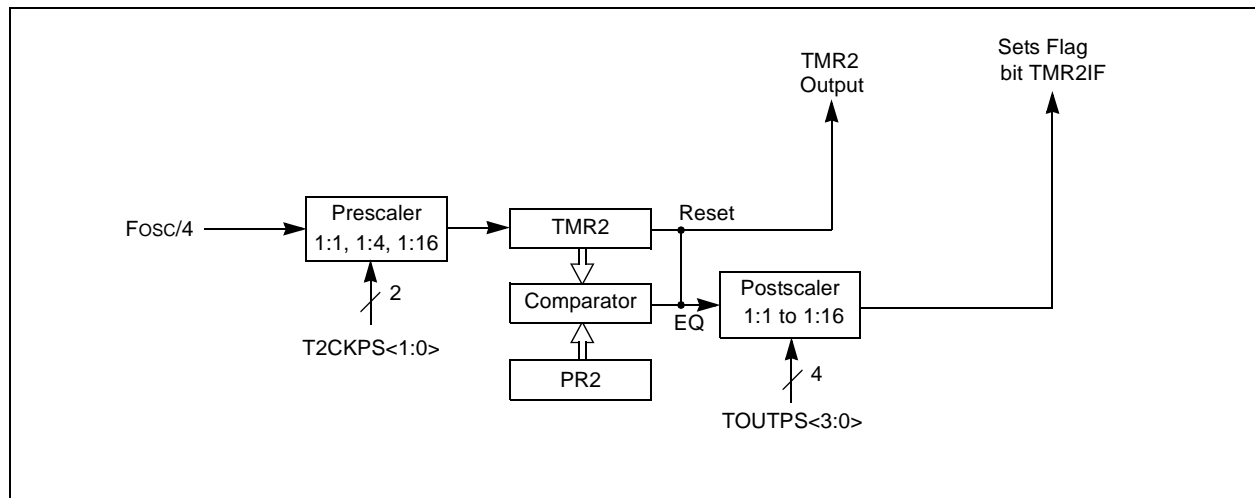 TMR2
Output
Sets Flag
bit TMR2IF
FOSC/4
Prescaler
1:1, 1:4, 1:16
2
T2CKPS<1:0>
TMR2
Reset
Comparator
EQ
PR2
Postscaler
1:1 to 1:16
4
TOUTPS<3:0>